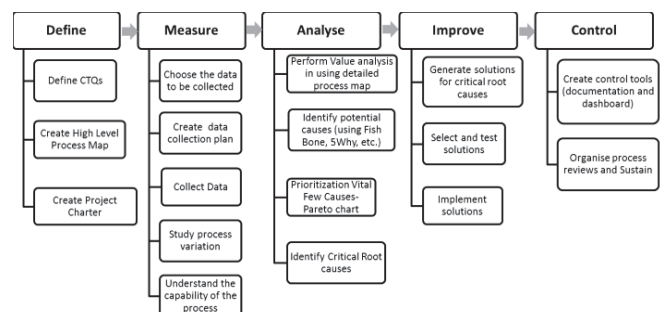 Define
Measure
Analyse
Improve
Control
Define CTQs
Create High Level
Process Map
Create Project
Charter
Choose the data
to be collected
Create data
collection plan
Collect Data
Study process
variation
Understand the
capability of the
process
Perform Value analysis
in using detailed
process map
Identify potential
causes (using Fish
Bone, 5Why, etc.)
Prioritization Vital
Few Causes-
Pareto chart
Identify Critical Root
causes
Generate solutions
for critical root
causes
Select and test
solutions
Implement
solutions
Create control tools
(documentation and
dashboard)
Organise process
reviews and Sustain